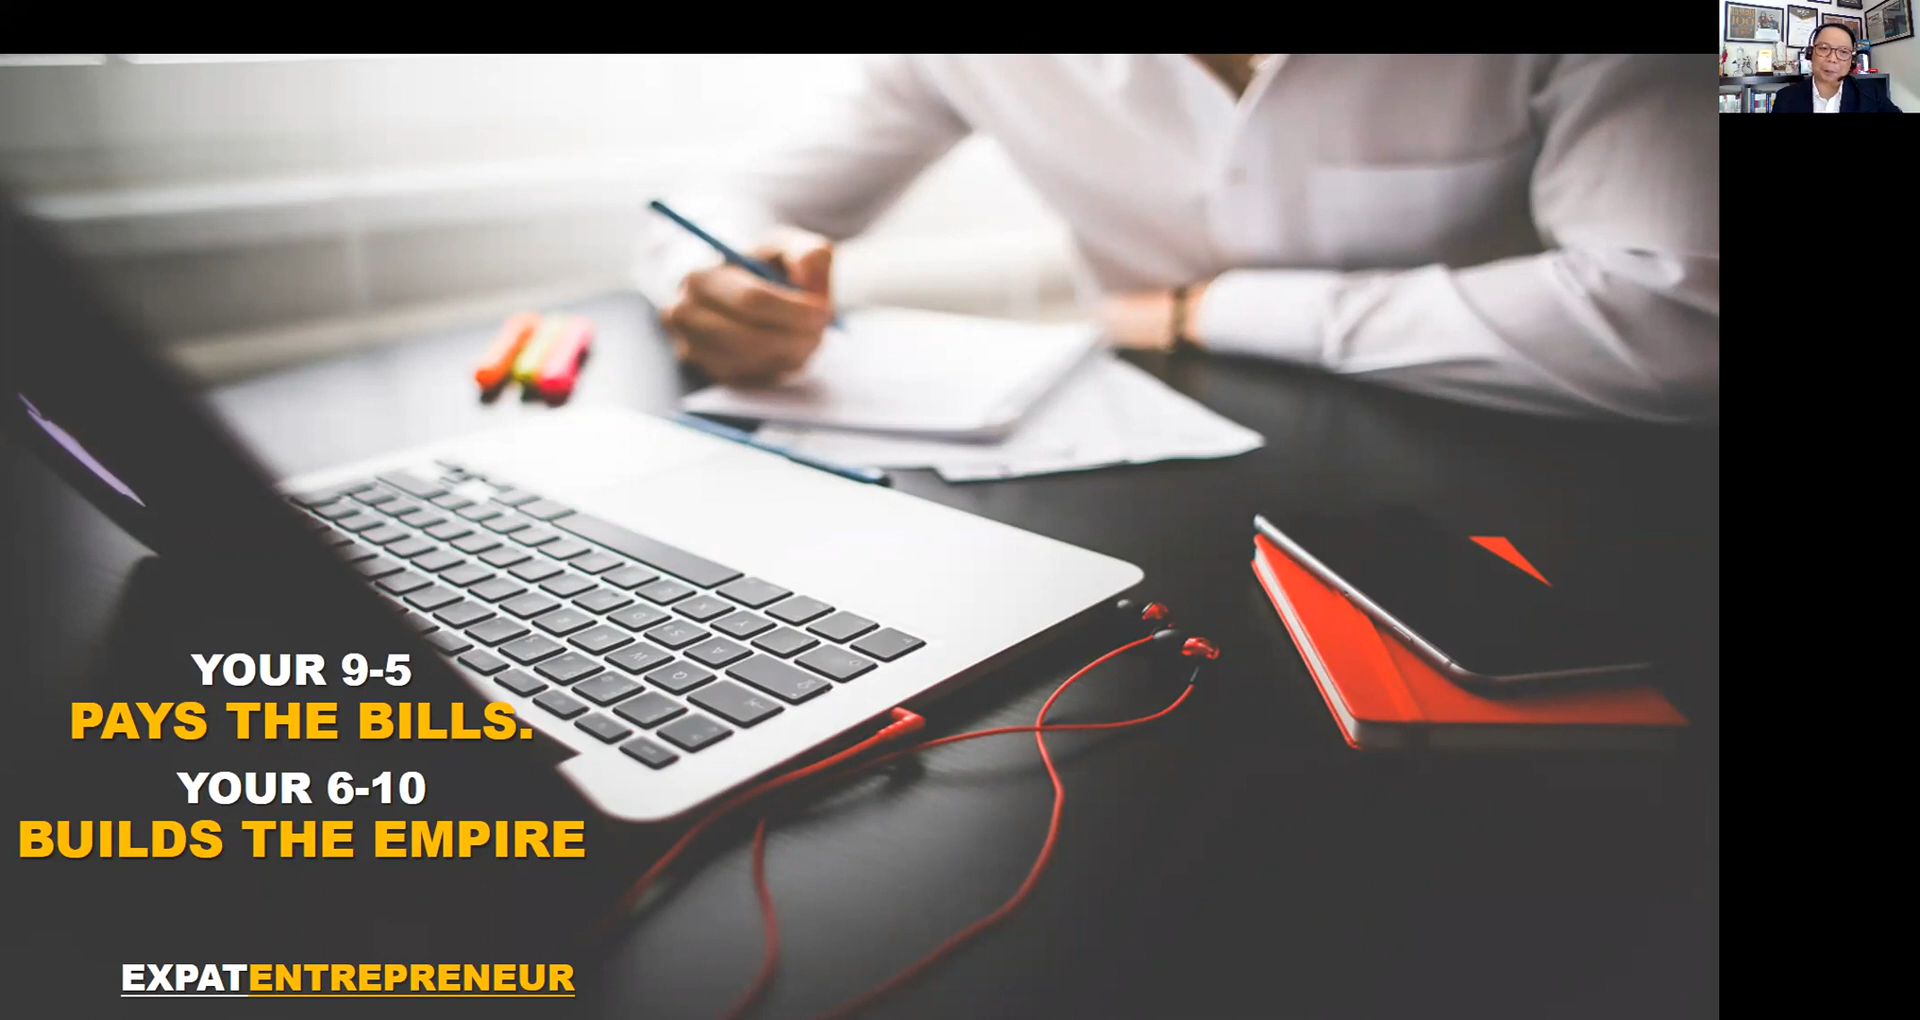 YOUR 9-5
PAYS THE BILLS.
YOUR 6-10
BUILDS THE EMPIRE
EXPATENTREPRENEUR